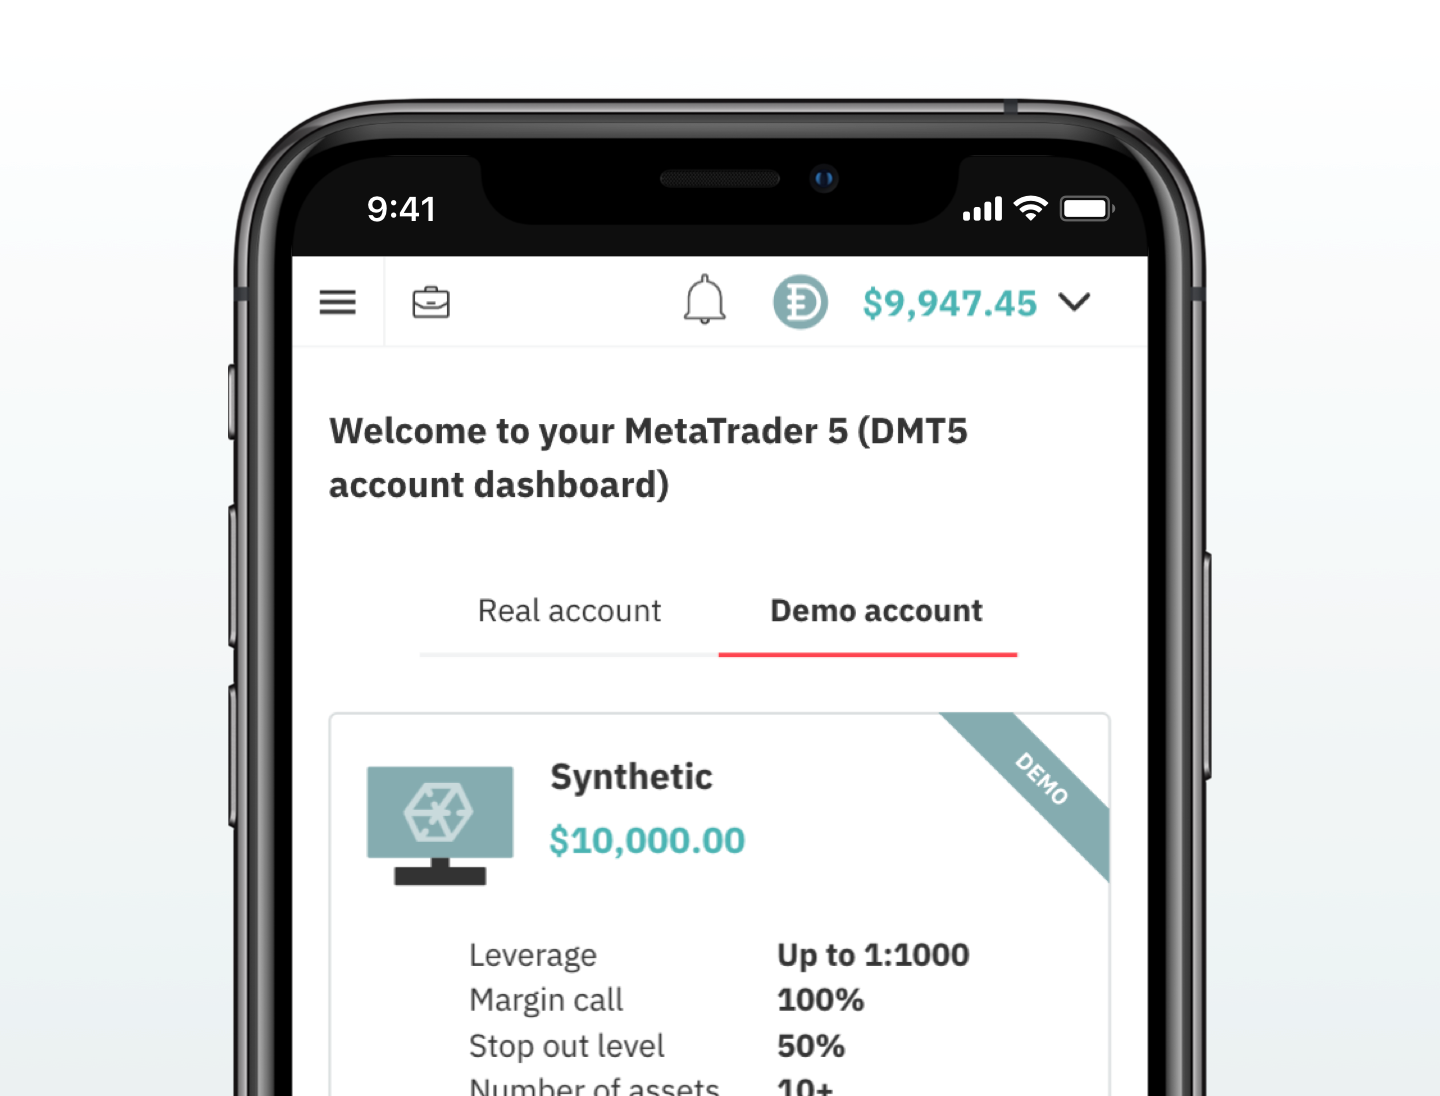 9:41
$9,947.45
Welcome to your MetaTrader 5 (DMT5
account dashboard)
Real account
Demo account
Synthetic
DEMO
$10,000.00
Leverage Up to 1:1000
Margin call 100%
Stop out level 50%
Number of assets 10+